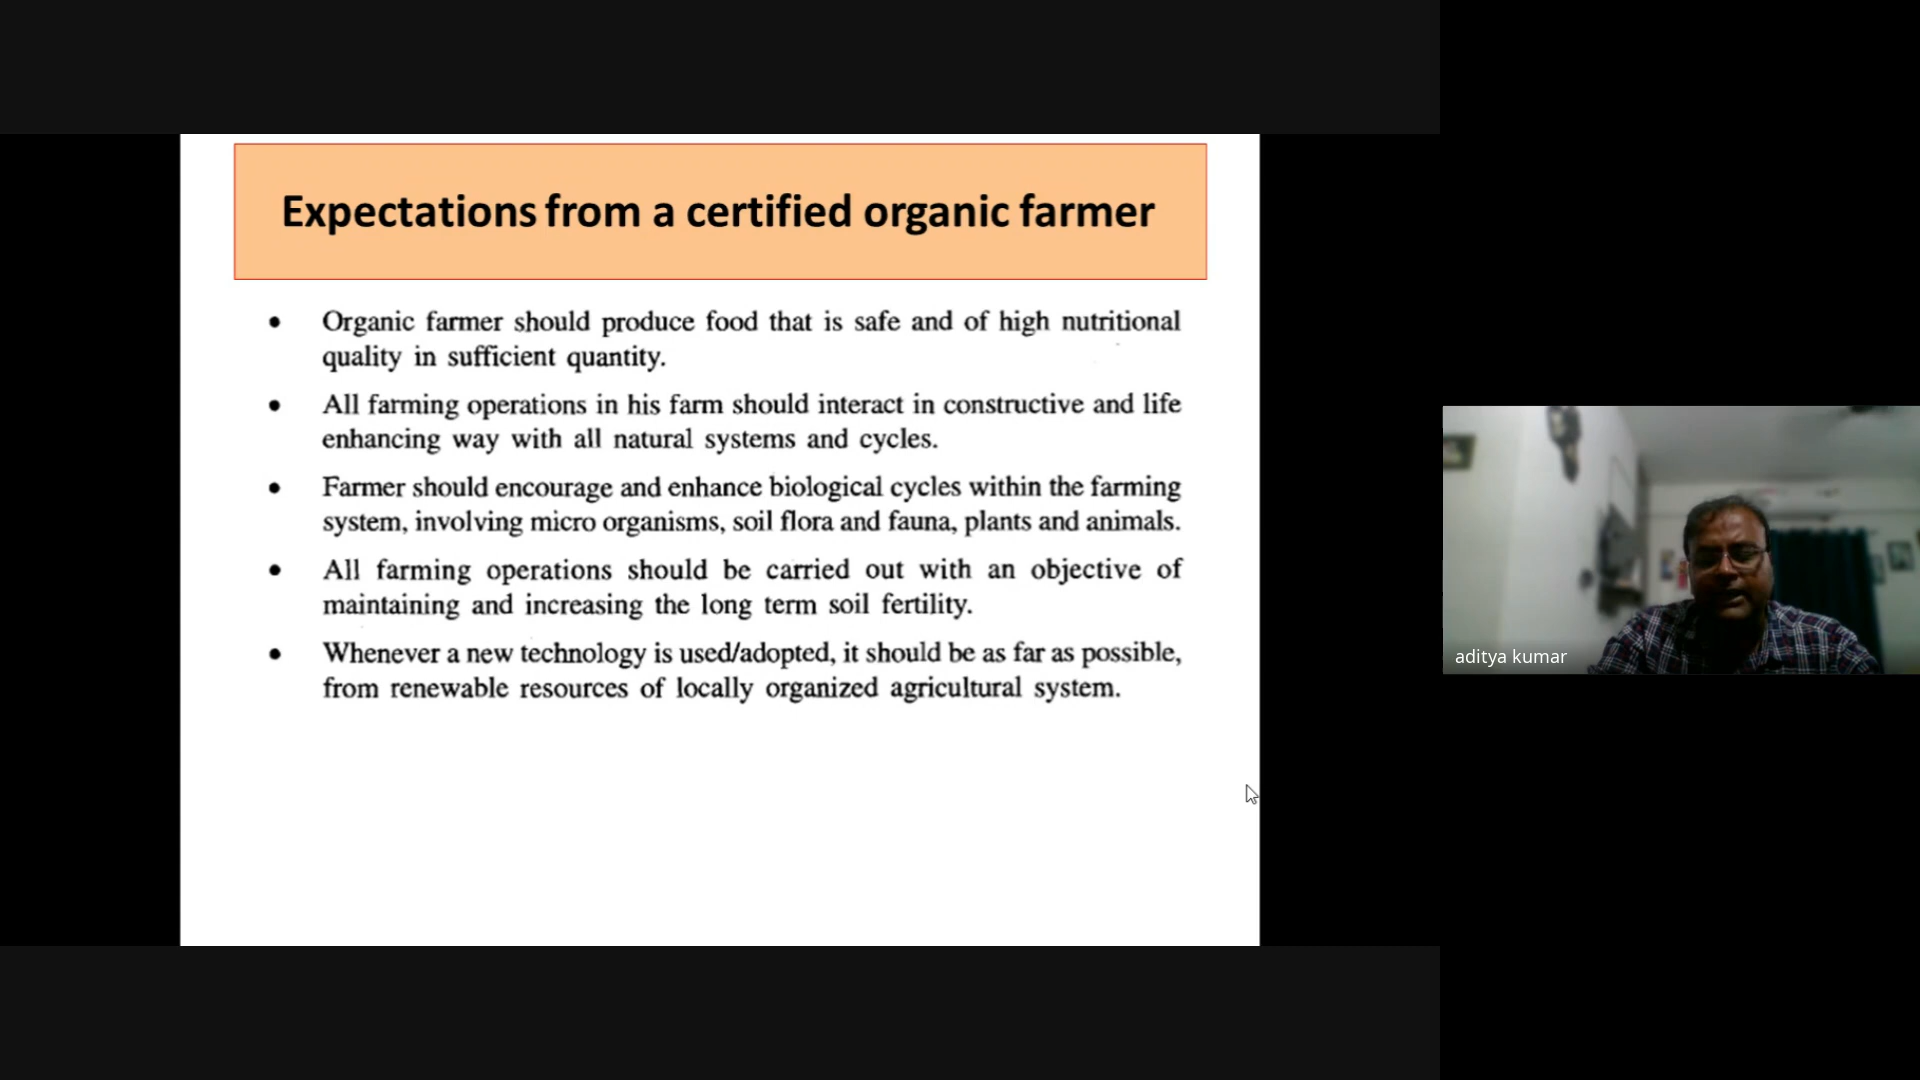 Expectations from a certified organic farmer
• Organic farmer should produce food that is safe and of high nutritional
quality in sufficient quantity.
• All farming operations in his farm should interact in constructive and life
enhancing way with all natural systems and cycles.
• Farmer should encourage and enhance biological cycles within the farming
system, involving micro organisms, soil flora and fauna, plants and animals.
• All farming operations should be carried out with an objective of
maintaining and increasing the long term soil fertility.
• Whenever a new technology is used/adopted, it should be as far as possible,
from renewable resources of locally organized agricultural system.
aditya kumar